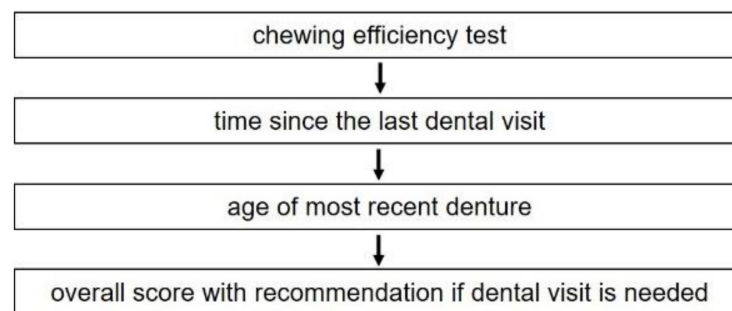 chewing efficiency test
time since the last dental visit
age of most recent denture
overall score with recommendation if dental visit is needed